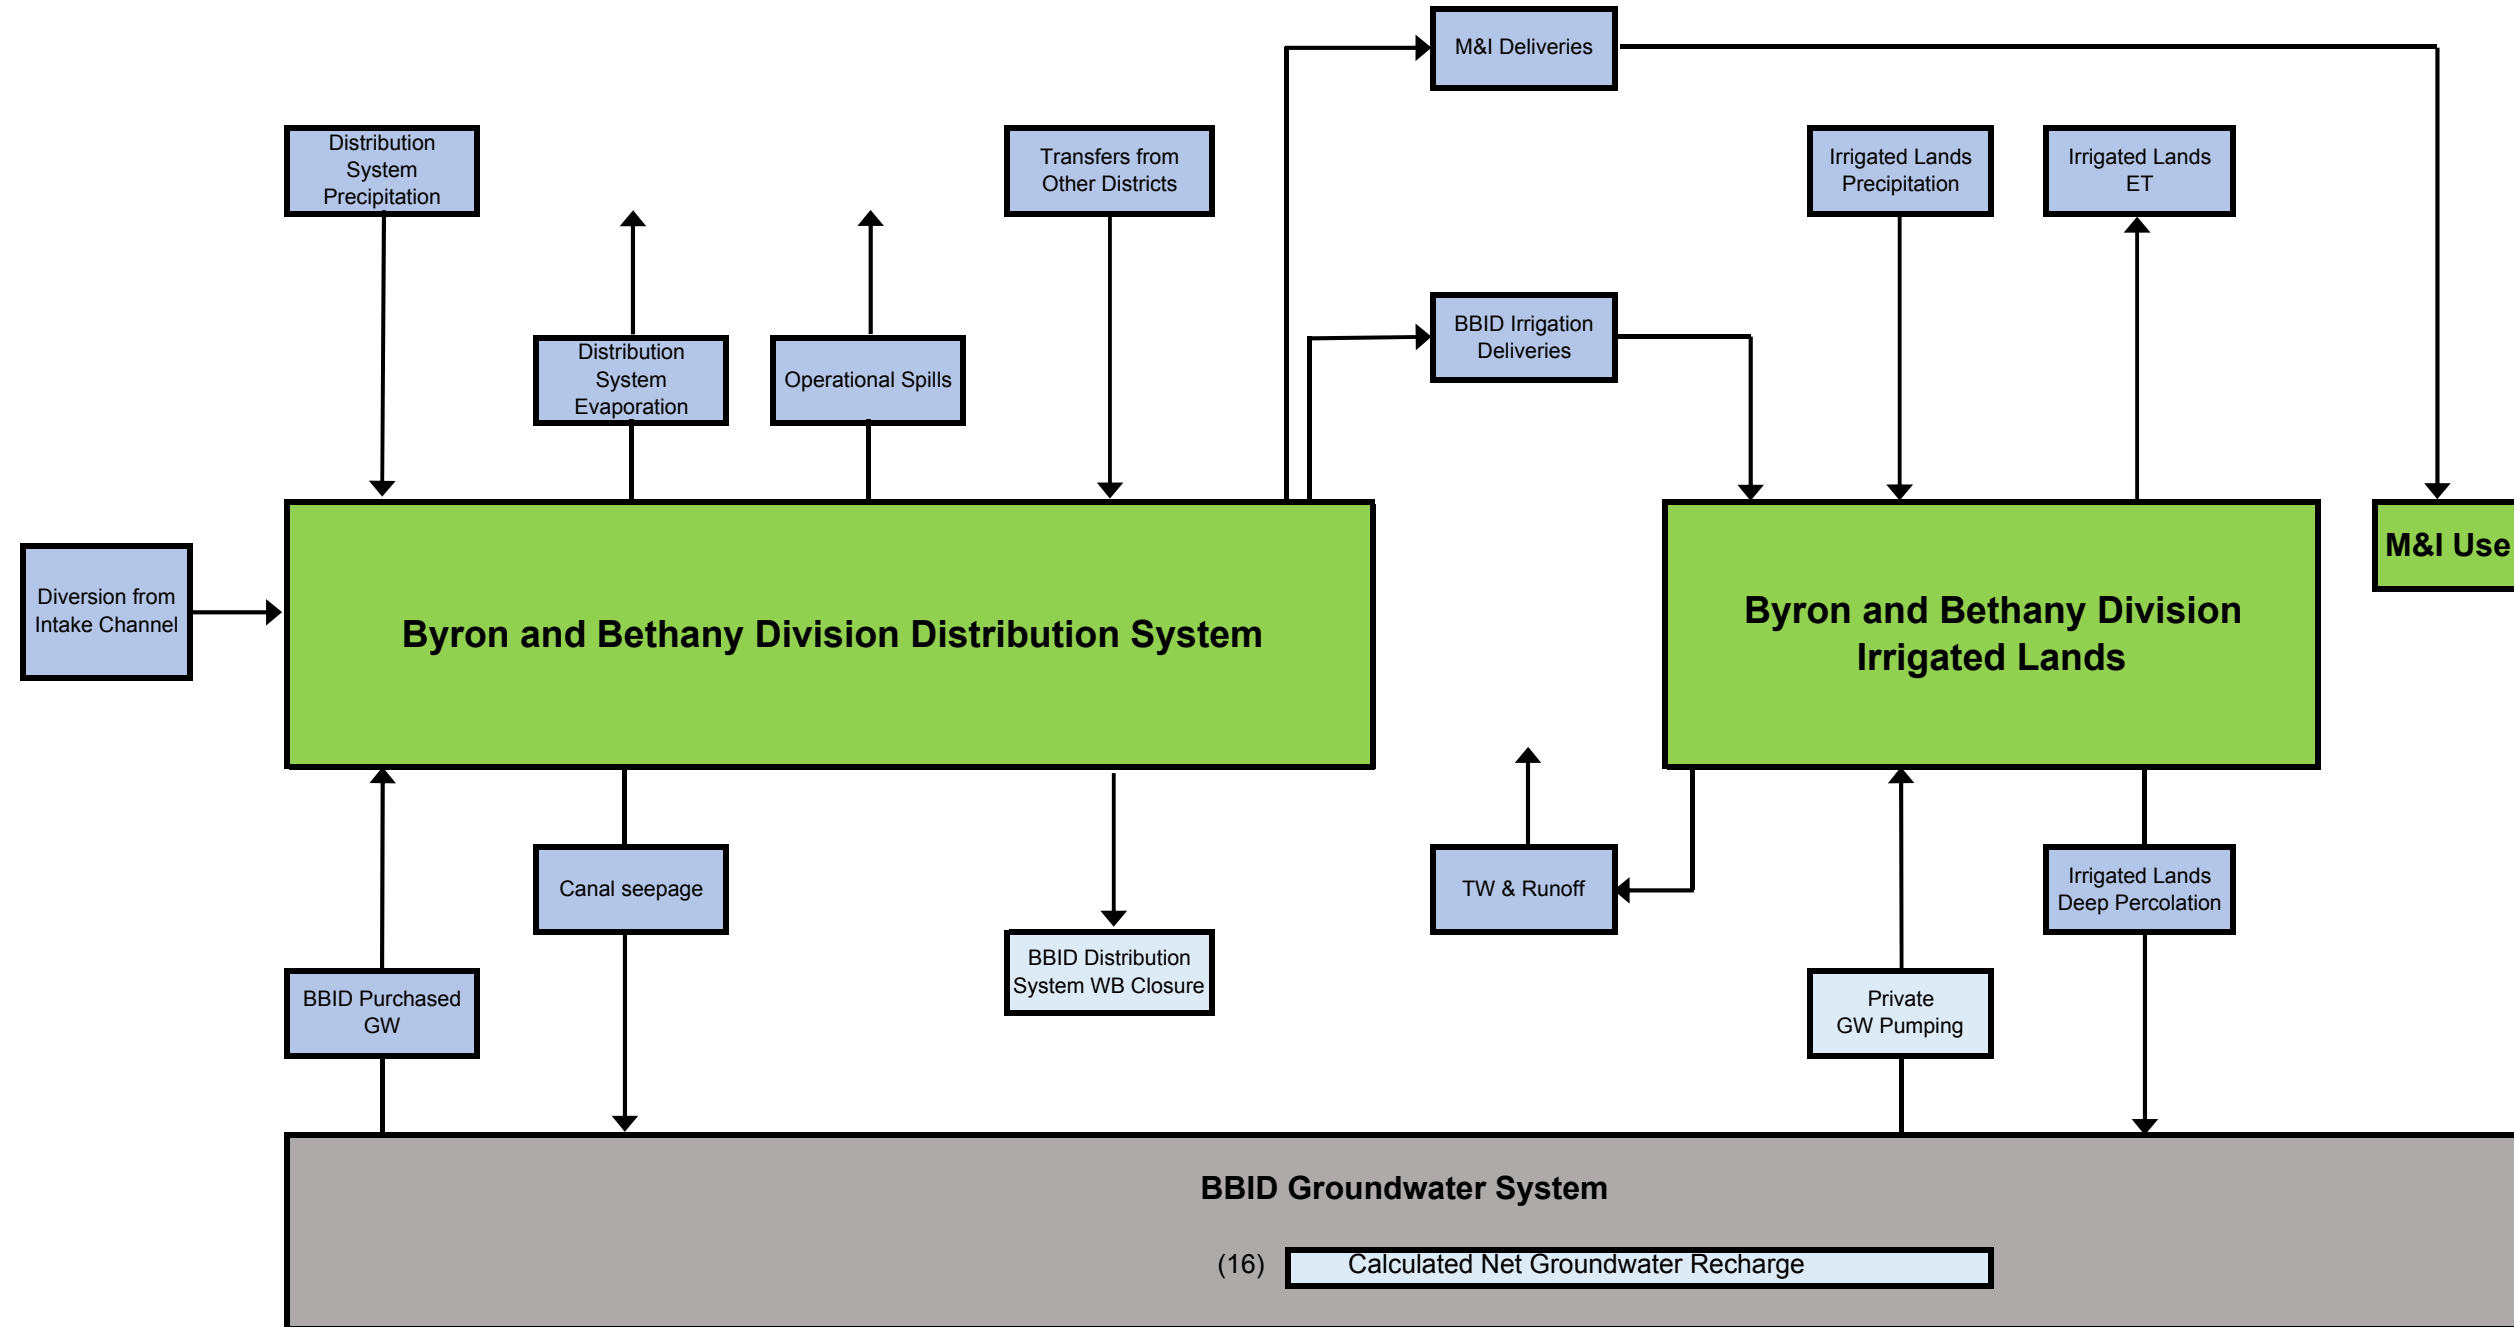 M&I Deliveries
Distribution
System
Precipitation
Transfers from
Other Districts
Irrigated Lands
Precipitation
Irrigated Lands
ET
BBID Irrigation
Deliveries
Distribution
System
Evaporation
Operational Spills
M&I Use
Diversion from
Intake Channel
Byron and Bethany Division Distribution System
Byron and Bethany Division
Irrigated Lands
Canal seepage
TW & Runoff
Irrigated Lands
Deep Percolation
BBID Distribution
System WB Closure
BBID Purchased
GW
Private
GW Pumping
BBID Groundwater System
(16) Calculated Net Groundwater Recharge